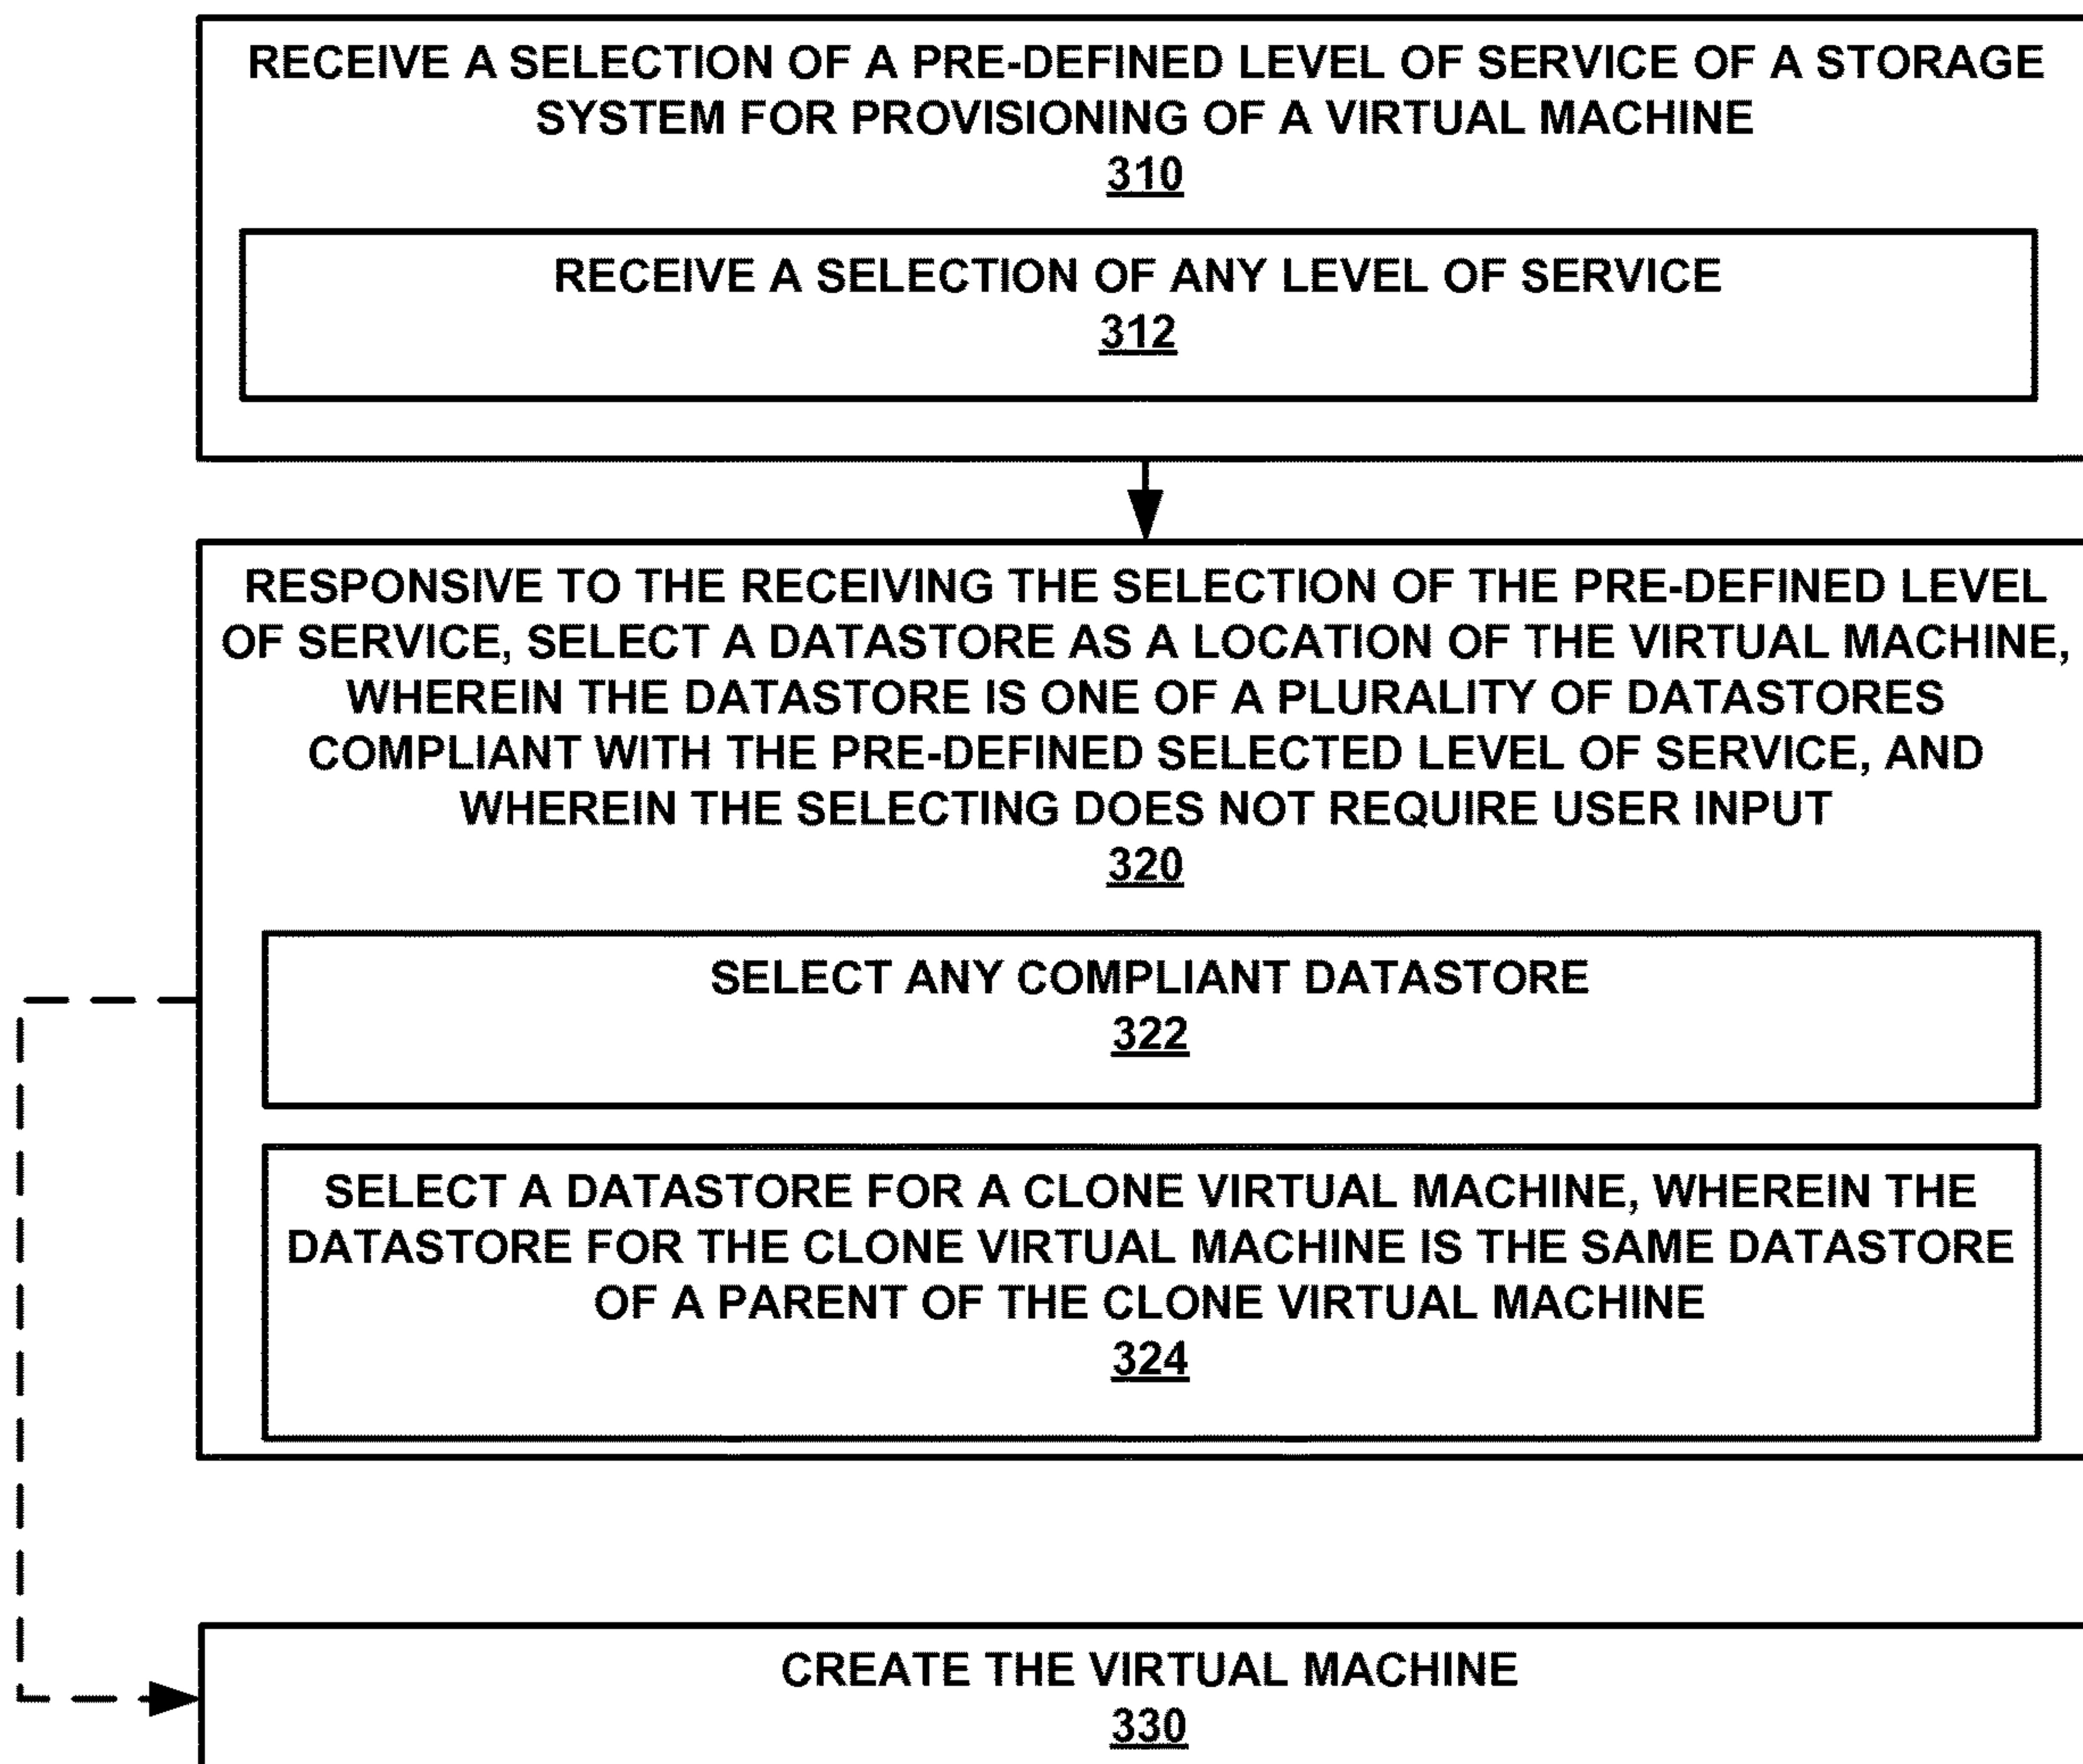 RECEIVE A SELECTION OF A PRE-DEFINED LEVEL OF SERVICE OF A STORAGE
SYSTEM FOR PROVISIONING OF A VIRTUAL MACHINE
310
RECEIVE A SELECTION OF ANY LEVEL OF SERVICE
312
RESPONSIVE TO THE RECEIVING THE SELECTION OF THE PRE-DEFINED LEVEL
OF SERVICE, SELECT A DATASTORE AS A LOCATION OF THE VIRTUAL MACHINE,
WHEREIN THE DATASTORE IS ONE OF A PLURALITY OF DATASTORES
COMPLIANT WITH THE PRE-DEFINED SELECTED LEVEL OF SERVICE, AND
WHEREIN THE SELECTING DOES NOT REQUIRE USER INPUT
320
SELECT ANY COMPLIANT DATASTORE
322
SELECT A DATASTORE FOR A CLONE VIRTUAL MACHINE, WHEREIN THE
DATASTORE FOR THE CLONE VIRTUAL MACHINE IS THE SAME DATASTORE
OF A PARENT OF THE CLONE VIRTUAL MACHINE
324
CREATE THE VIRTUAL MACHINE
330